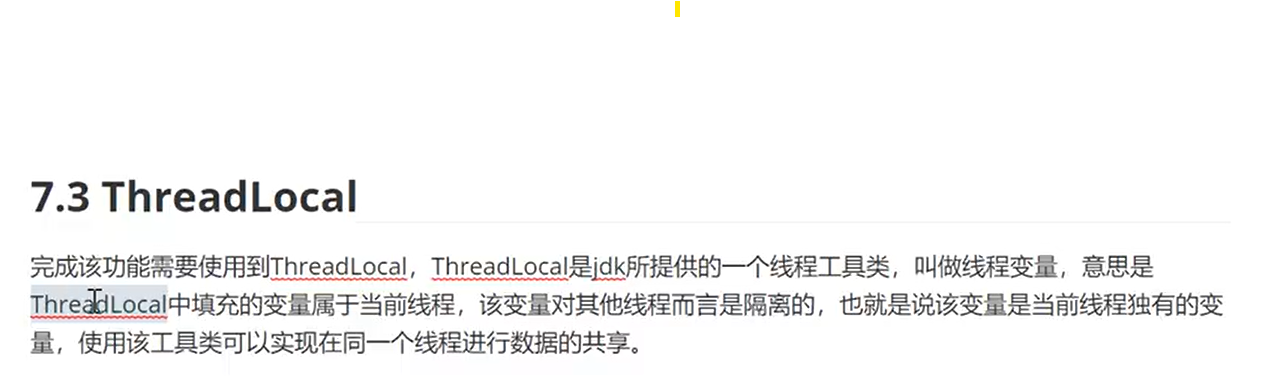 7.3 ThreadLocal
完成该功能需要使用到ThreadLocal，ThreadLocal是jdk所提供的一个线程工具类，叫做线程变量，意思是
ThreadLocal中填充的变量属于当前线程，该变量对其他线程而言是隔离的，也就是说该变量是当前线程独有的变
量，使用该工具类可以实现在同一个线程进行数据的共享。